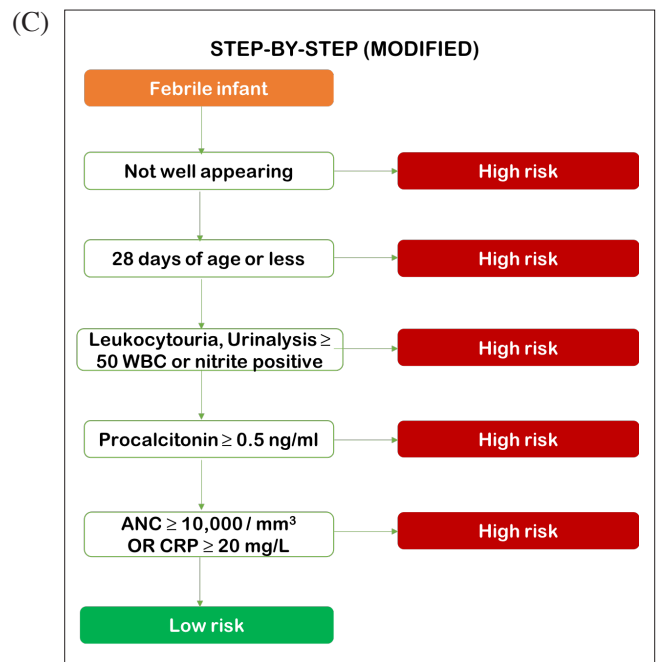 (C)
STEP-BY-STEP (MODIFIED)
Febrile infant
Not well appearing
High risk
28 days of age or less
High risk
Leukocytouria, Urinalysis ≥
50 WBC or nitrite positive
High risk
Procalcitonin ≥ 0.5 ng/ml
High risk
ANC ≥ 10,000 / mm³
OR CRP ≥ 20 mg/L
High risk
Low risk